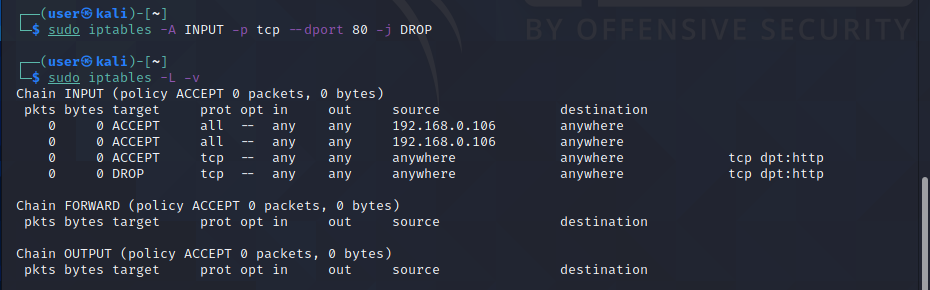 ┌──(user㉿kali)-[~]
└─$ sudo iptables -A INPUT -p tcp --dport 80 -j DROP
BY OFFENSIVE SECURITY
┌──(user㉿kali)-[~]
└─$ sudo iptables -L -v
Chain INPUT (policy ACCEPT 0 packets, 0 bytes)
 pkts bytes target     prot opt in     out     source               destination
    0     0 ACCEPT     all  --  any    any     192.168.0.106        anywhere
    0     0 ACCEPT     all  --  any    any     192.168.0.106        anywhere
    0     0 ACCEPT     tcp  --  any    any     anywhere             anywhere             tcp dpt:http
    0     0 DROP       tcp  --  any    any     anywhere             anywhere             tcp dpt:http
Chain FORWARD (policy ACCEPT 0 packets, 0 bytes)
 pkts bytes target     prot opt in     out     source               destination
Chain OUTPUT (policy ACCEPT 0 packets, 0 bytes)
 pkts bytes target     prot opt in     out     source               destination